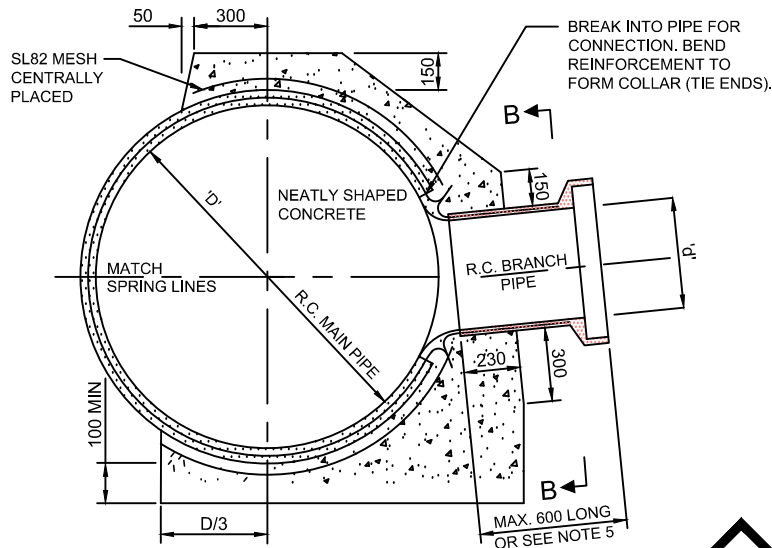 50
300
SL82 MESH
CENTRALLY
PLACED
150
BREAK INTO PIPE FOR
CONNECTION. BEND
REINFORCEMENT TO
FORM COLLAR (TIE ENDS).
B
150
'D'
NEATLY SHAPED
CONCRETE
'd'
MATCH
SPRING LINES
R.C. BRANCH
PIPE
R.C. MAIN PIPE
230
300
100 MIN
D/3
B
MAX. 600 LONG
OR SEE NOTE 5